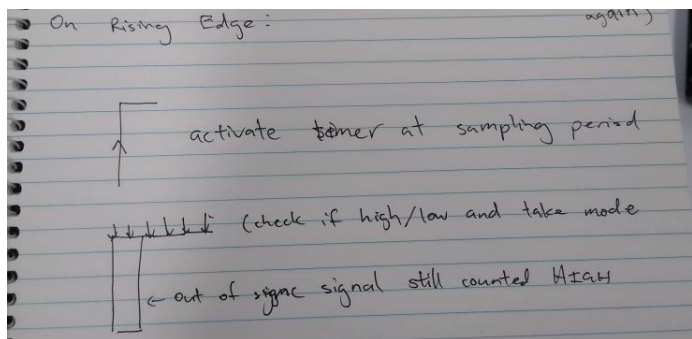 On Rising Edge:
again)
activate timer at sampling period
(check if high/low and take mode
← out of signal still counted HIGH